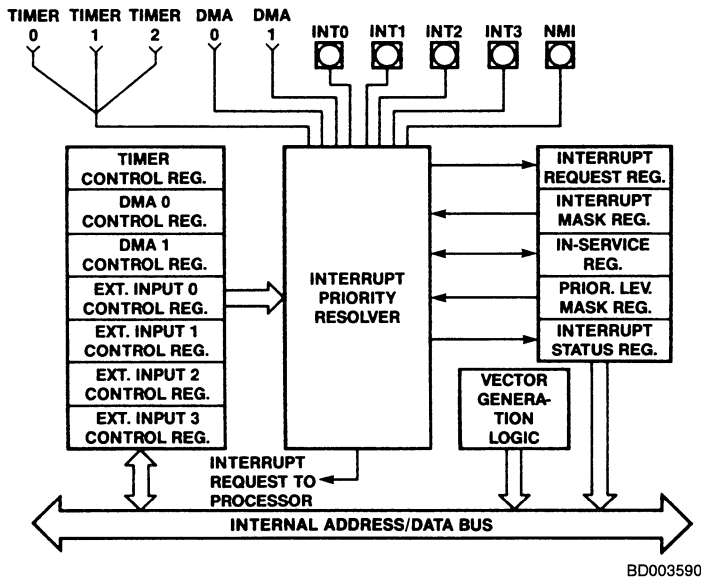 TIMER TIMER TIMER DMA DMA
0 1 2 0 1
INT0 INT1 INT2 INT3 NMI
TIMER
CONTROL REG.
DMA 0
CONTROL REG.
DMA 1
CONTROL REG.
EXT. INPUT 0
CONTROL REG.
EXT. INPUT 1
CONTROL REG.
EXT. INPUT 2
CONTROL REG.
EXT. INPUT 3
CONTROL REG.
INTERRUPT
PRIORITY
RESOLVER
INTERRUPT
REQUEST REG.
INTERRUPT
MASK REG.
IN-SERVICE
REG.
PRIOR. LEV.
MASK REG.
INTERRUPT
STATUS REG.
VECTOR
GENERA-
TION
LOGIC
INTERRUPT
REQUEST TO
PROCESSOR
INTERNAL ADDRESS/DATA BUS
BD003590